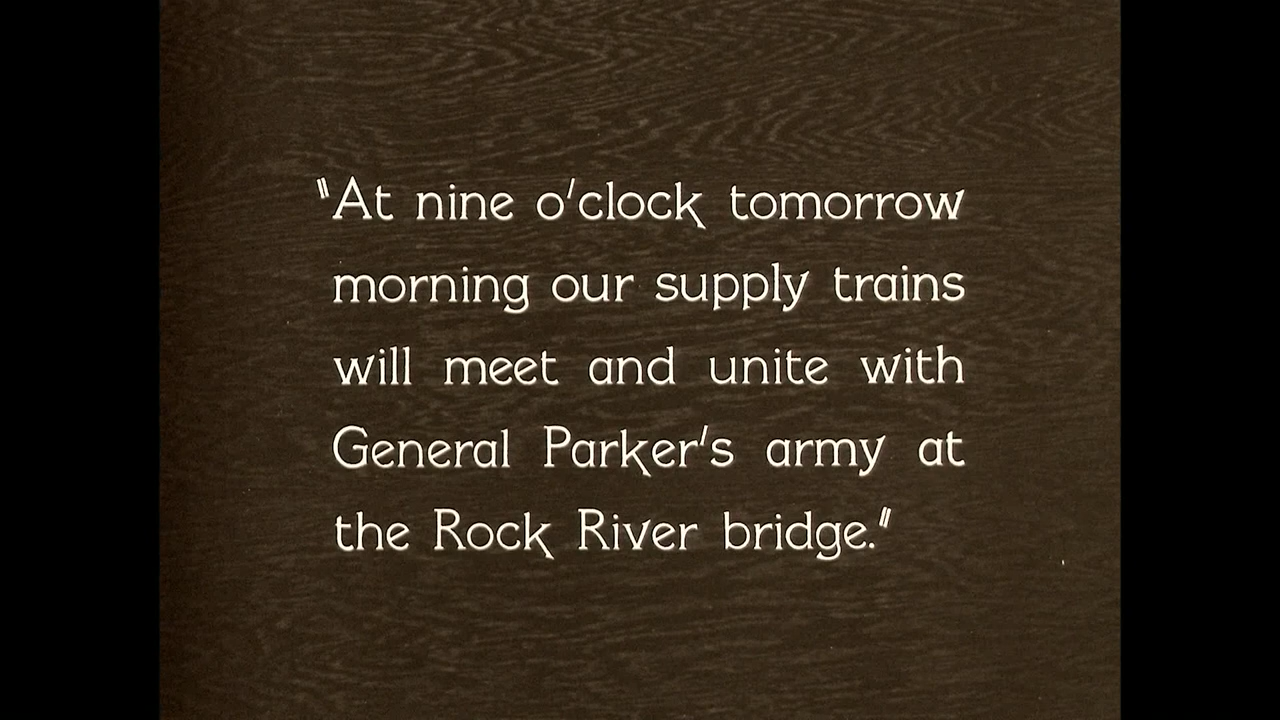 "At nine o'clock tomorrow
morning our supply trains
will meet and unite with
General Parker's army at
the Rock River bridge."